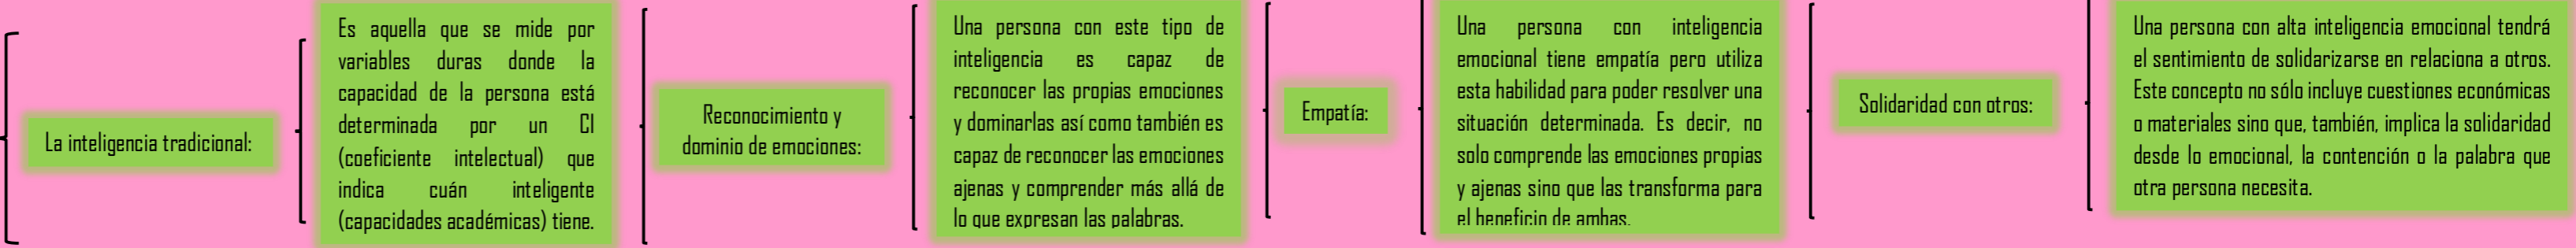 La inteligencia tradicional:
Es aquella que se mide por
variables duras donde la
capacidad de la persona está
determinada por un CI
(coeficiente intelectual) que
indica cuán inteligente
(capacidades académicas) tiene.
Reconocimiento y
dominio de emociones:
Una persona con este tipo de
inteligencia es capaz de
reconocer las propias emociones
y dominarlas así como también es
capaz de reconocer las emociones
ajenas y comprender más allá de
lo que expresan las palabras.
Empatía:
Una persona con inteligencia
emocional tiene empatía pero utiliza
esta habilidad para poder resolver una
situación determinada. Es decir, no
solo comprende las emociones propias
y ajenas sino que las transforma para
el beneficio de ambas.
Solidaridad con otros:
Una persona con alta inteligencia emocional tendrá
el sentimiento de solidarizarse en relaciona a otros.
Este concepto no sólo incluye cuestiones económicas
o materiales sino que, también, implica la solidaridad
desde lo emocional, la contención o la palabra que
otra persona necesita.